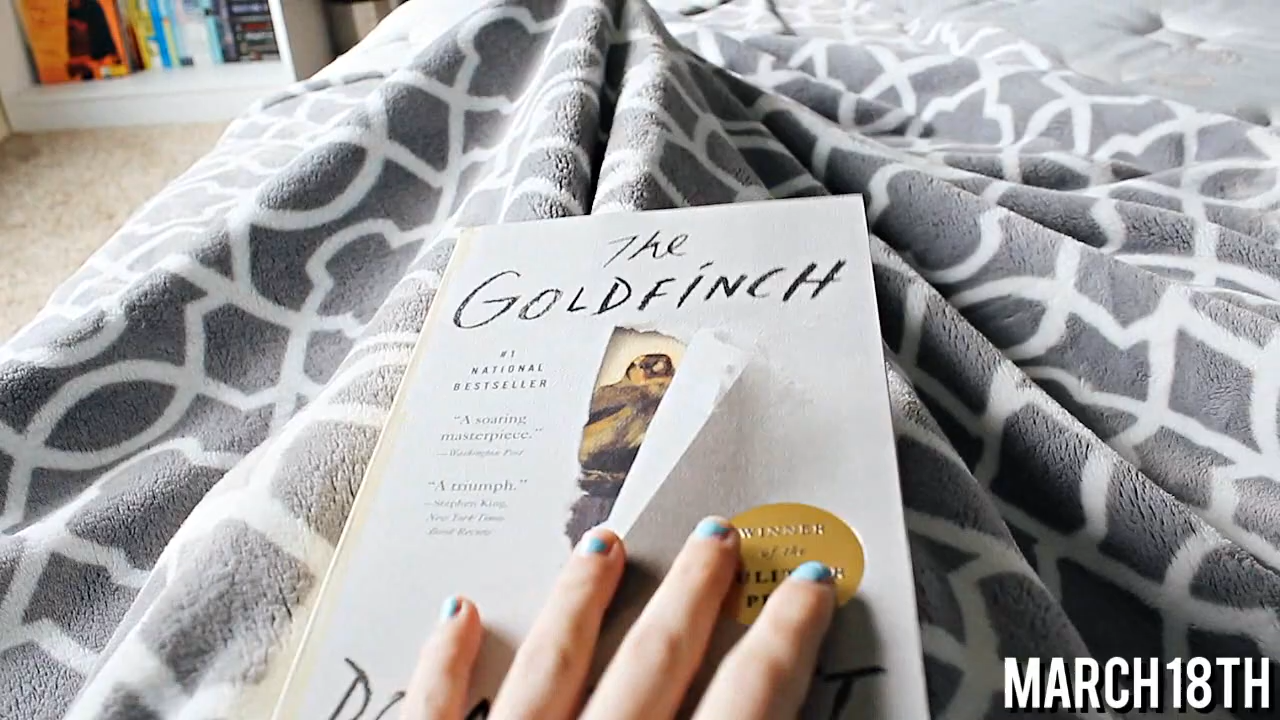 The
GOLDFINCH
#1
NATIONAL
BESTSELLER
"A soaring
masterpiece."
—Washington Post
"A triumph."
—Stephen King,
New York Times
Book Review
WINNER
of the
MARCH 18TH